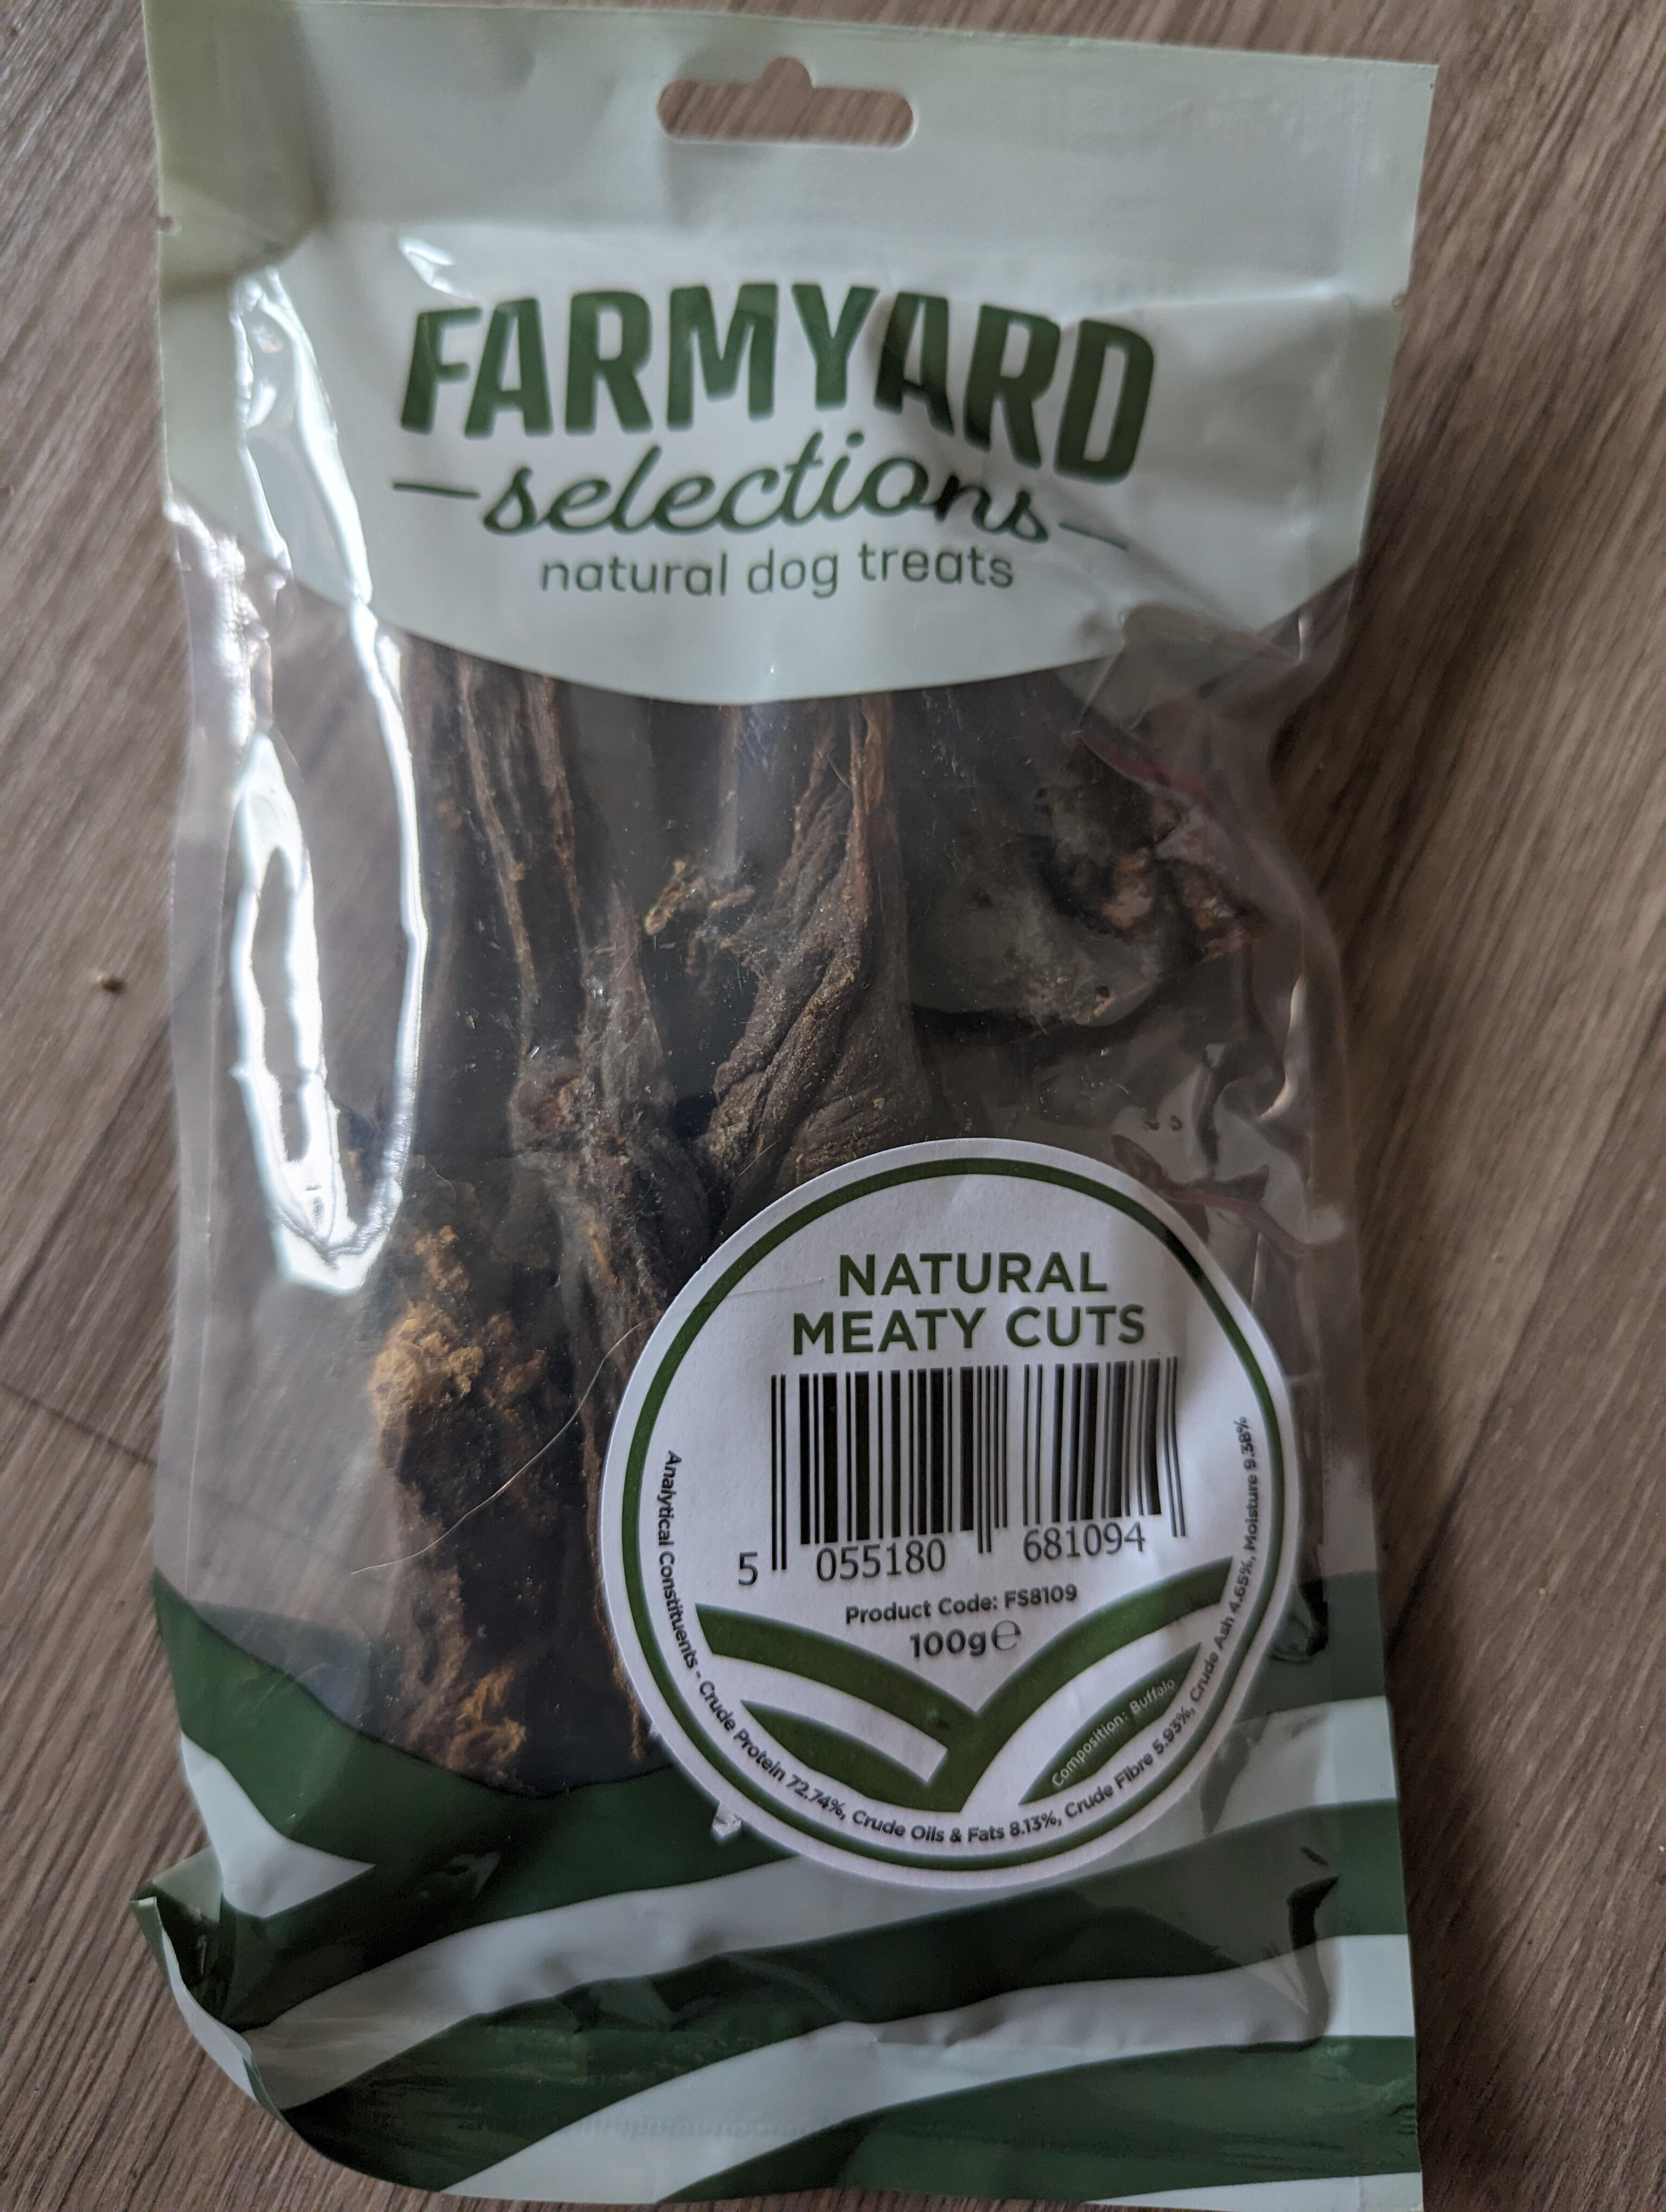 FARMYARD
selections
natural dog treats
NATURAL
MEATY CUTS
5 055180 681094
Product Code: FS8109
100g℮
Composition: Buffalo
Analytical Constituents - Crude Protein 72.74%, Crude Oils & Fats 8.13%, Crude Fibre 5.93%, Crude Ash 4.65%, Moisture 9.38%